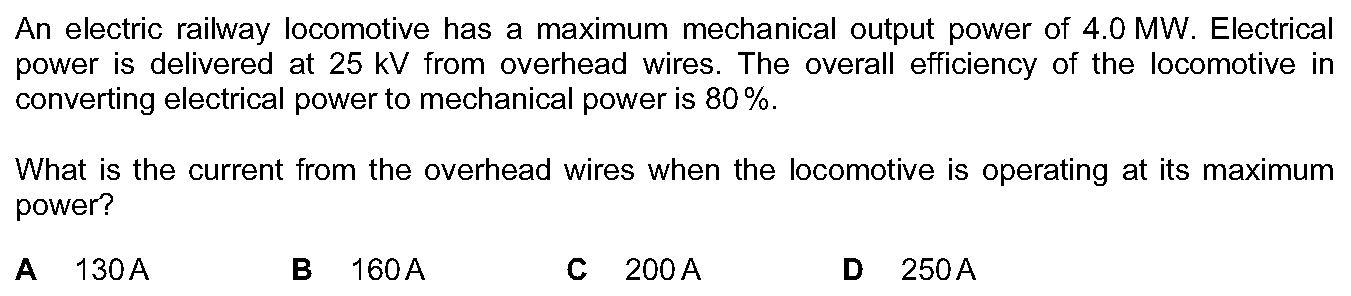 An electric railway locomotive has a maximum mechanical output power of 4.0 MW. Electrical
power is delivered at 25 kV from overhead wires. The overall efficiency of the locomotive in
converting electrical power to mechanical power is 80 %.
What is the current from the overhead wires when the locomotive is operating at its maximum
power?
A 130 A B 160 A C 200 A D 250 A